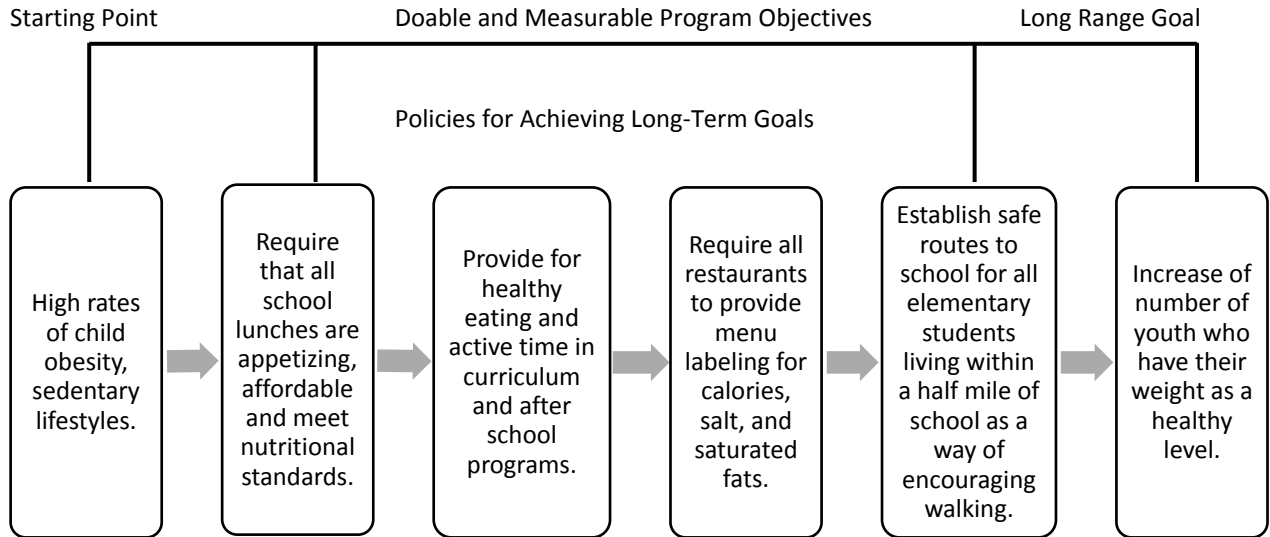 Starting Point
Doable and Measurable Program Objectives
Long Range Goal
Policies for Achieving Long-Term Goals
High rates
of child
obesity,
sedentary
lifestyles.
Require
that all
school
lunches are
appetizing,
affordable
and meet
nutritional
standards.
Provide for
healthy
eating and
active time in
curriculum
and after
school
programs.
Require all
restaurants
to provide
menu
labeling for
calories,
salt, and
saturated
fats.
Establish safe
routes to
school for all
elementary
students
living within
a half mile of
school as a
way of
encouraging
walking.
Increase of
number of
youth who
have their
weight as a
healthy
level.